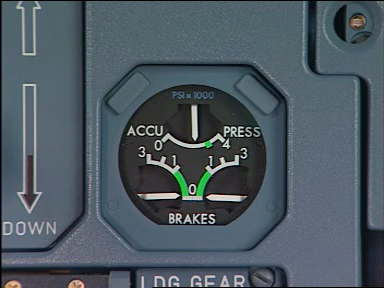 PSI x 1000
ACCU PRESS
0 4
3 1 1 3
0
BRAKES
DOWN
LDG GEAR